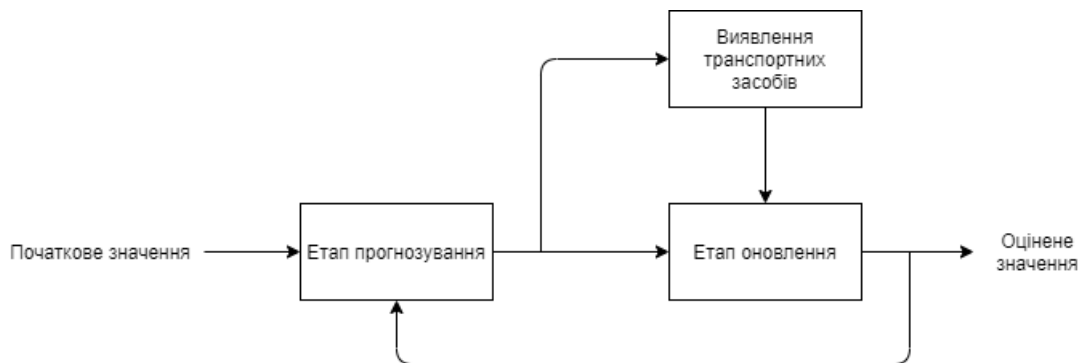 Виявлення
транспортних
засобів
Початкове значення
Етап прогнозування
Етап оновлення
Оцінене
значення